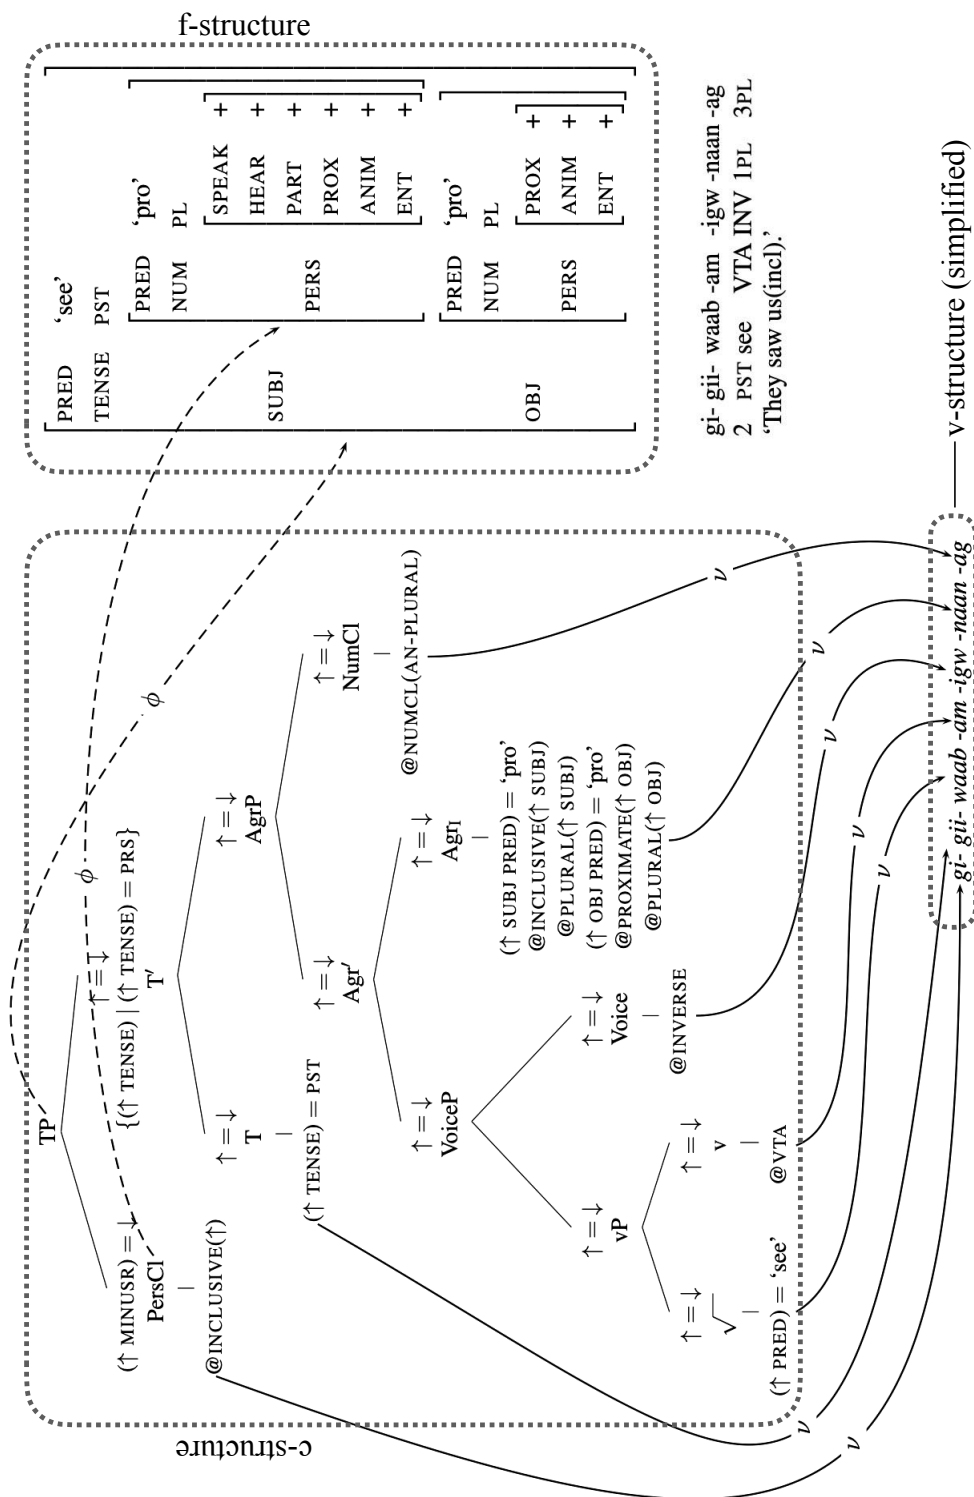 c-structure
TP
(↑ MINUSR) = ↓
PersCl
@INCLUSIVE(↑)
↑ = ↓
{(↑ TENSE) | (↑ TENSE) = PRS}
T′
↑ = ↓
T
(↑ TENSE) = PST
↑ = ↓
AgrP
↑ = ↓
Agr′
↑ = ↓
NumCl
@NUMCL(AN-PLURAL)
↑ = ↓
VoiceP
↑ = ↓
AgrI
(↑ SUBJ PRED) = ‘pro’
@INCLUSIVE(↑ SUBJ)
@PLURAL(↑ SUBJ)
(↑ OBJ PRED) = ‘pro’
@PROXIMATE(↑ OBJ)
@PLURAL(↑ OBJ)
↑ = ↓
vP
↑ = ↓
Voice
@INVERSE
↑ = ↓
√
(↑ PRED) = ‘see’
↑ = ↓
v
@VTA
ϕ
ϕ
ν
ν
ν
ν
ν
ν
ν
f-structure
PRED ‘see’
TENSE PST
SUBJ
PRED ‘pro’
NUM PL
PERS
SPEAK +
HEAR +
PART +
PROX +
ANIM +
ENT +
OBJ
PRED ‘pro’
NUM PL
PERS
PROX +
ANIM +
ENT +
gi- gii- waab -am -igw -naan -ag
2 PST see VTA INV 1PL 3PL
‘They saw us(incl).’
gi- gii- waab -am -igw -naan -ag
v-structure (simplified)